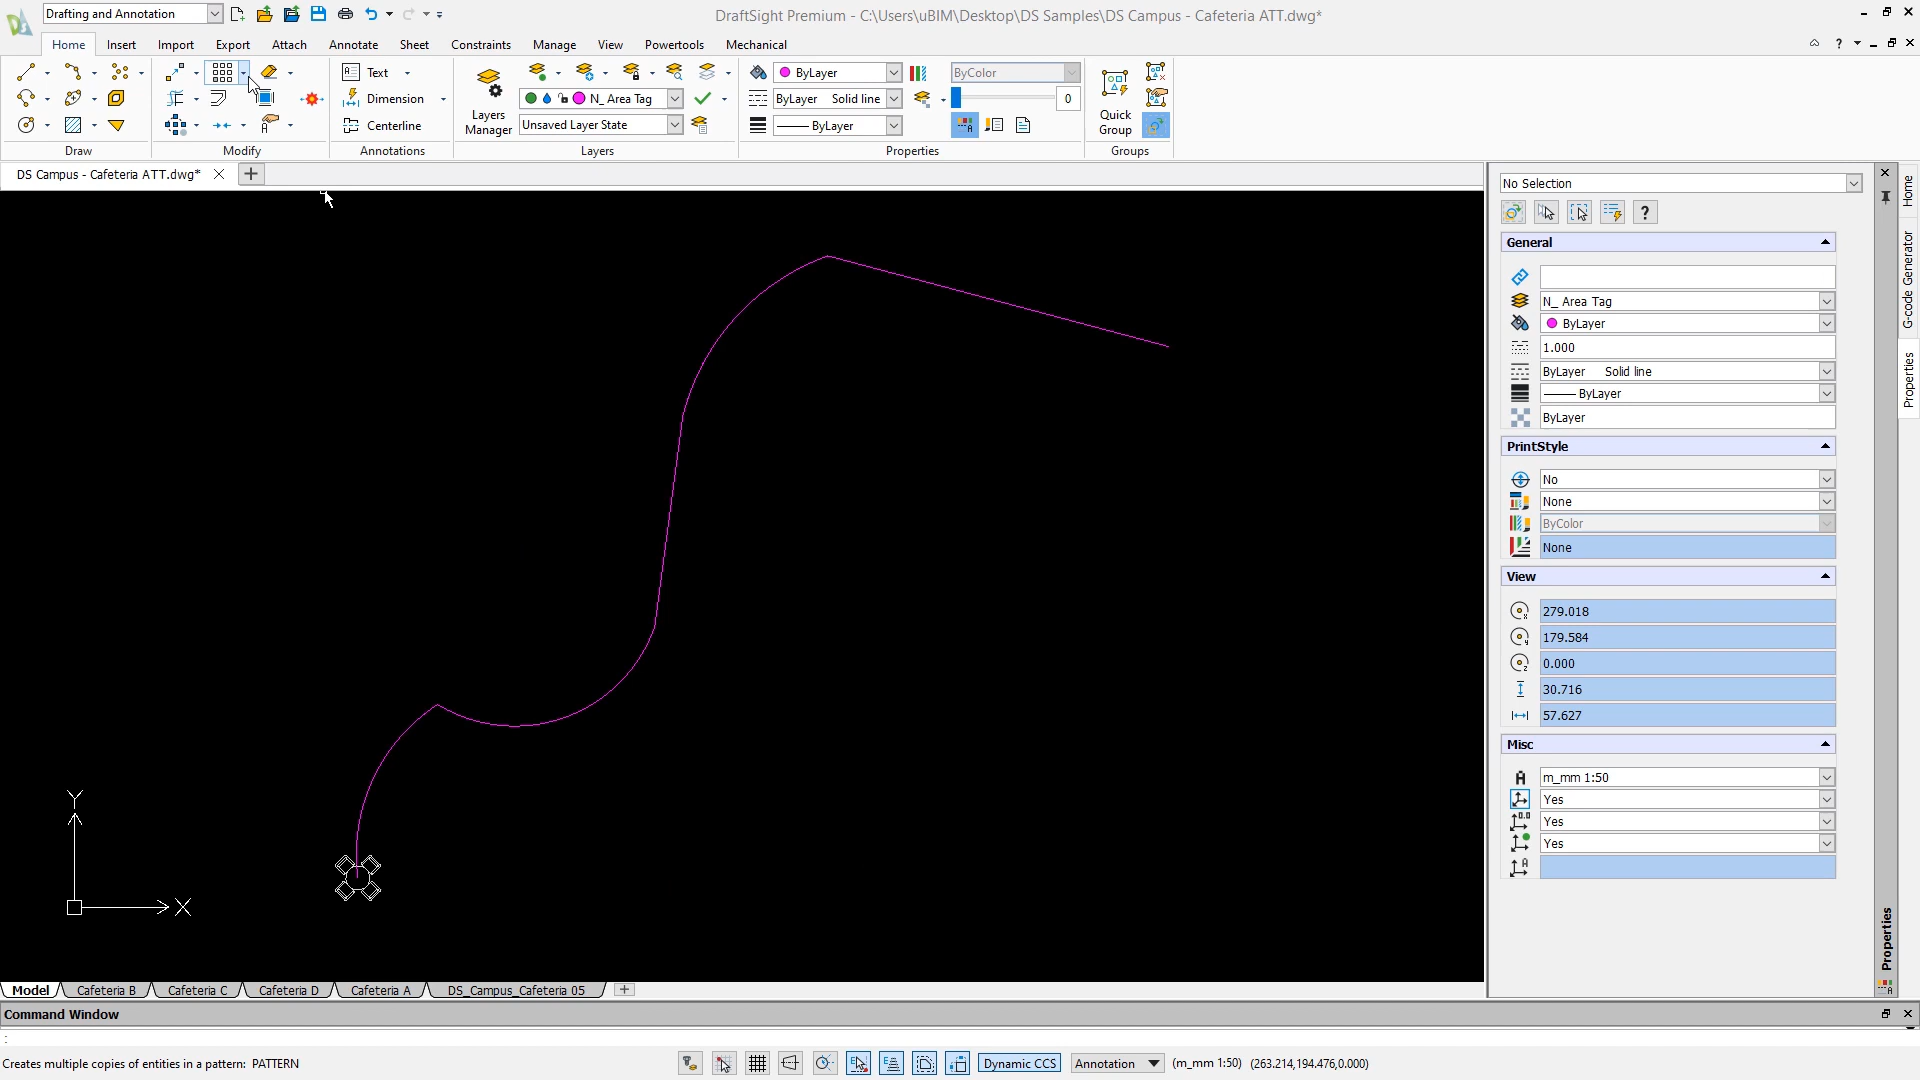 Drafting and Annotation
DraftSight Premium - C:\Users\uBIM\Desktop\DS Samples\DS Campus - Cafeteria ATT.dwg*
Home Insert Import Export Attach Annotate Sheet Constraints Manage View Powertools Mechanical
?
Text
ByLayer
ByColor
Dimension
N_ Area Tag
ByLayer Solid line
0
Layers
Manager
Quick
Group
Centerline
Unsaved Layer State
ByLayer
Draw Modify Annotations Layers Properties Groups
DS Campus - Cafeteria ATT.dwg*
No Selection
?
General
N_ Area Tag
ByLayer
1.000
ByLayer Solid line
ByLayer
ByLayer
PrintStyle
No
None
ByColor
None
View
279.018
179.584
0.000
30.716
57.627
Misc
m_mm 1:50
Yes
Yes
Yes
Home
G-code Generator
Properties
Properties
Y
X
Model Cafeteria B Cafeteria C Cafeteria D Cafeteria A DS_Campus_Cafeteria 05
Command Window
:
Creates multiple copies of entities in a pattern: PATTERN
Dynamic CCS
Annotation
(m_mm 1:50) (263.214,194.476,0.000)